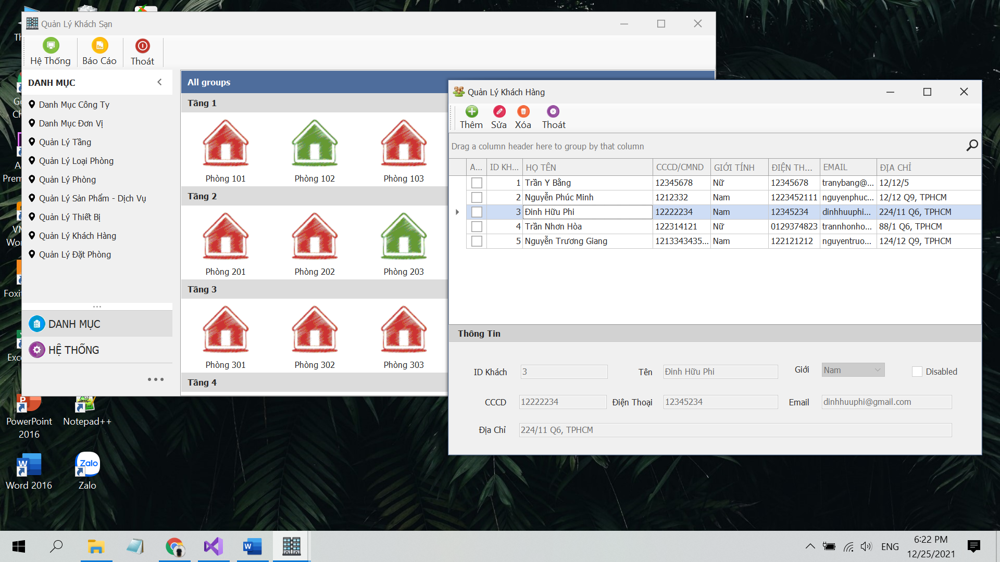 Quản Lý Khách Sạn
Hệ Thống
Báo Cáo
Thoát
DANH MỤC
Danh Mục Công Ty
Danh Mục Đơn Vị
Quản Lý Tầng
Quản Lý Loại Phòng
Quản Lý Phòng
Quản Lý Sản Phẩm - Dịch Vụ
Quản Lý Thiết Bị
Quản Lý Khách Hàng
Quản Lý Đặt Phòng
DANH MỤC
HỆ THỐNG
All groups
Tầng 1
Phòng 101 Phòng 102 Phòng 103
Tầng 2
Phòng 201 Phòng 202 Phòng 203
Tầng 3
Phòng 301 Phòng 302 Phòng 303
Tầng 4
Quản Lý Khách Hàng
Thêm Sửa Xóa Thoát
Drag a column header here to group by that column
A... ID KH... HỌ TÊN CCCD/CMND GIỚI TÍNH ĐIỆN TH... EMAIL ĐỊA CHỈ
1 Trần Y Bằng 12345678 Nữ 12345678 tranybang@... 12/12/5
2 Nguyễn Phúc Minh 1212332 Nam 1223452111 nguyenphuc... 12/12 Q9, TPHCM
3 Đinh Hữu Phi 12222234 Nam 12345234 dinhhuuphi... 224/11 Q6, TPHCM
4 Trần Nhơn Hòa 122314121 Nữ 0129374823 trannhonho... 88/1 Q6, TPHCM
5 Nguyễn Trương Giang 1213343435... Nam 122121212 nguyentruo... 124/12 Q9, TPHCM
Thông Tin
ID Khách 3 Tên Đinh Hữu Phi Giới Nam Disabled
CCCD 12222234 Điện Thoại 12345234 Email dinhhuuphi@gmail.com
Địa Chỉ 224/11 Q6, TPHCM
PowerPoint 2016
Notepad++
Word 2016
Zalo
Zalo
ENG
6:22 PM
12/25/2021